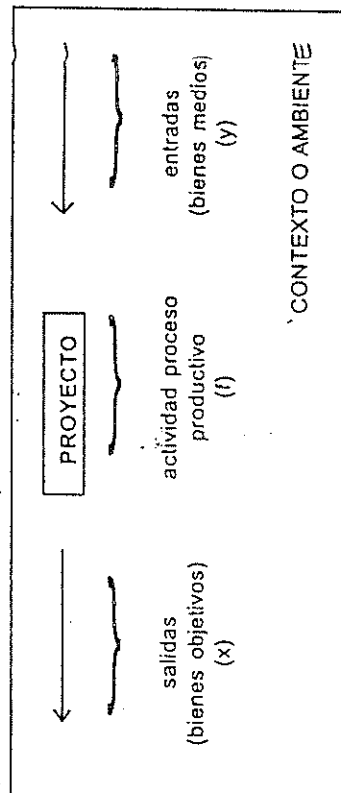 PROYECTO
salidas
(bienes objetivos)
(x)
actividad proceso
productivo
(f)
entradas
(bienes medios)
(y)
CONTEXTO O AMBIENTE